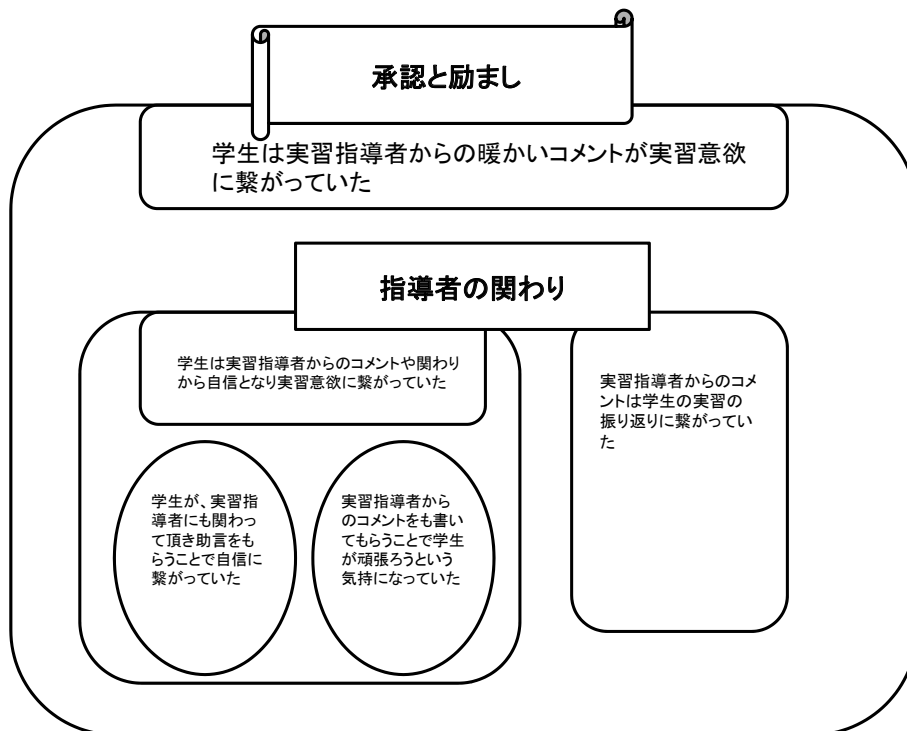 承認と励まし
学生は実習指導者からの暖かいコメントが実習意欲
に繋がっていた
指導者の関わり
学生は実習指導者からのコメントや関わり
から自信となり実習意欲に繋がっていた
実習指導者からのコメ
ントは学生の実習の
振り返りに繋がってい
た
学生が、実習指
導者にも関わっ
て頂き助言をも
らうことで自信に
繋がっていた
実習指導者から
のコメントをも書い
てもらうことで学生
が頑張ろうという
気持になっていた